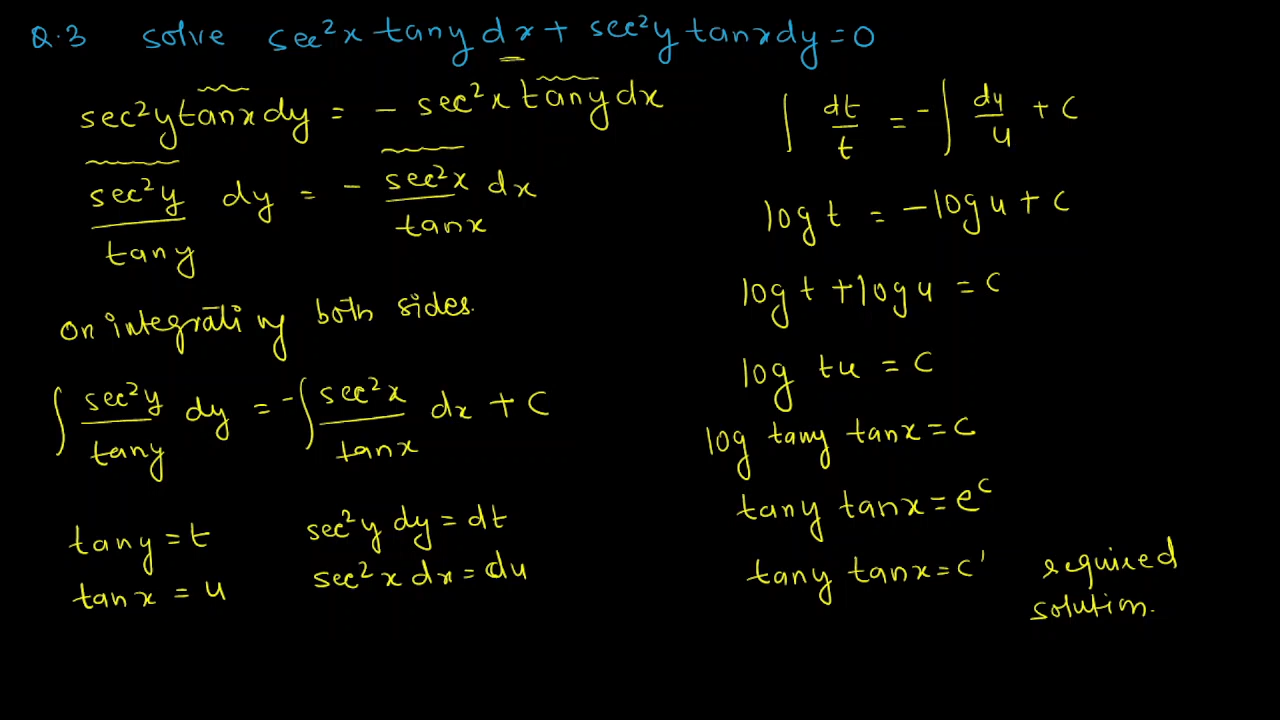 Q.3 solve sec²x tany dx + sec²y tanx dy = 0
sec²y tanx dy = - sec²x tany dx
sec²y/tany dy = - sec²x/tanx dx
on integrating both sides.
∫ sec²y/tany dy = -∫ sec²x/tanx dx + C
tany = t sec²y dy = dt
tanx = u sec²x dx = du
∫ dt/t = -∫ du/u + C
log t = -log u + C
log t + log u = C
log tu = C
log tany tanx = C
tany tanx = e^C
tany tanx = C' required
solution.